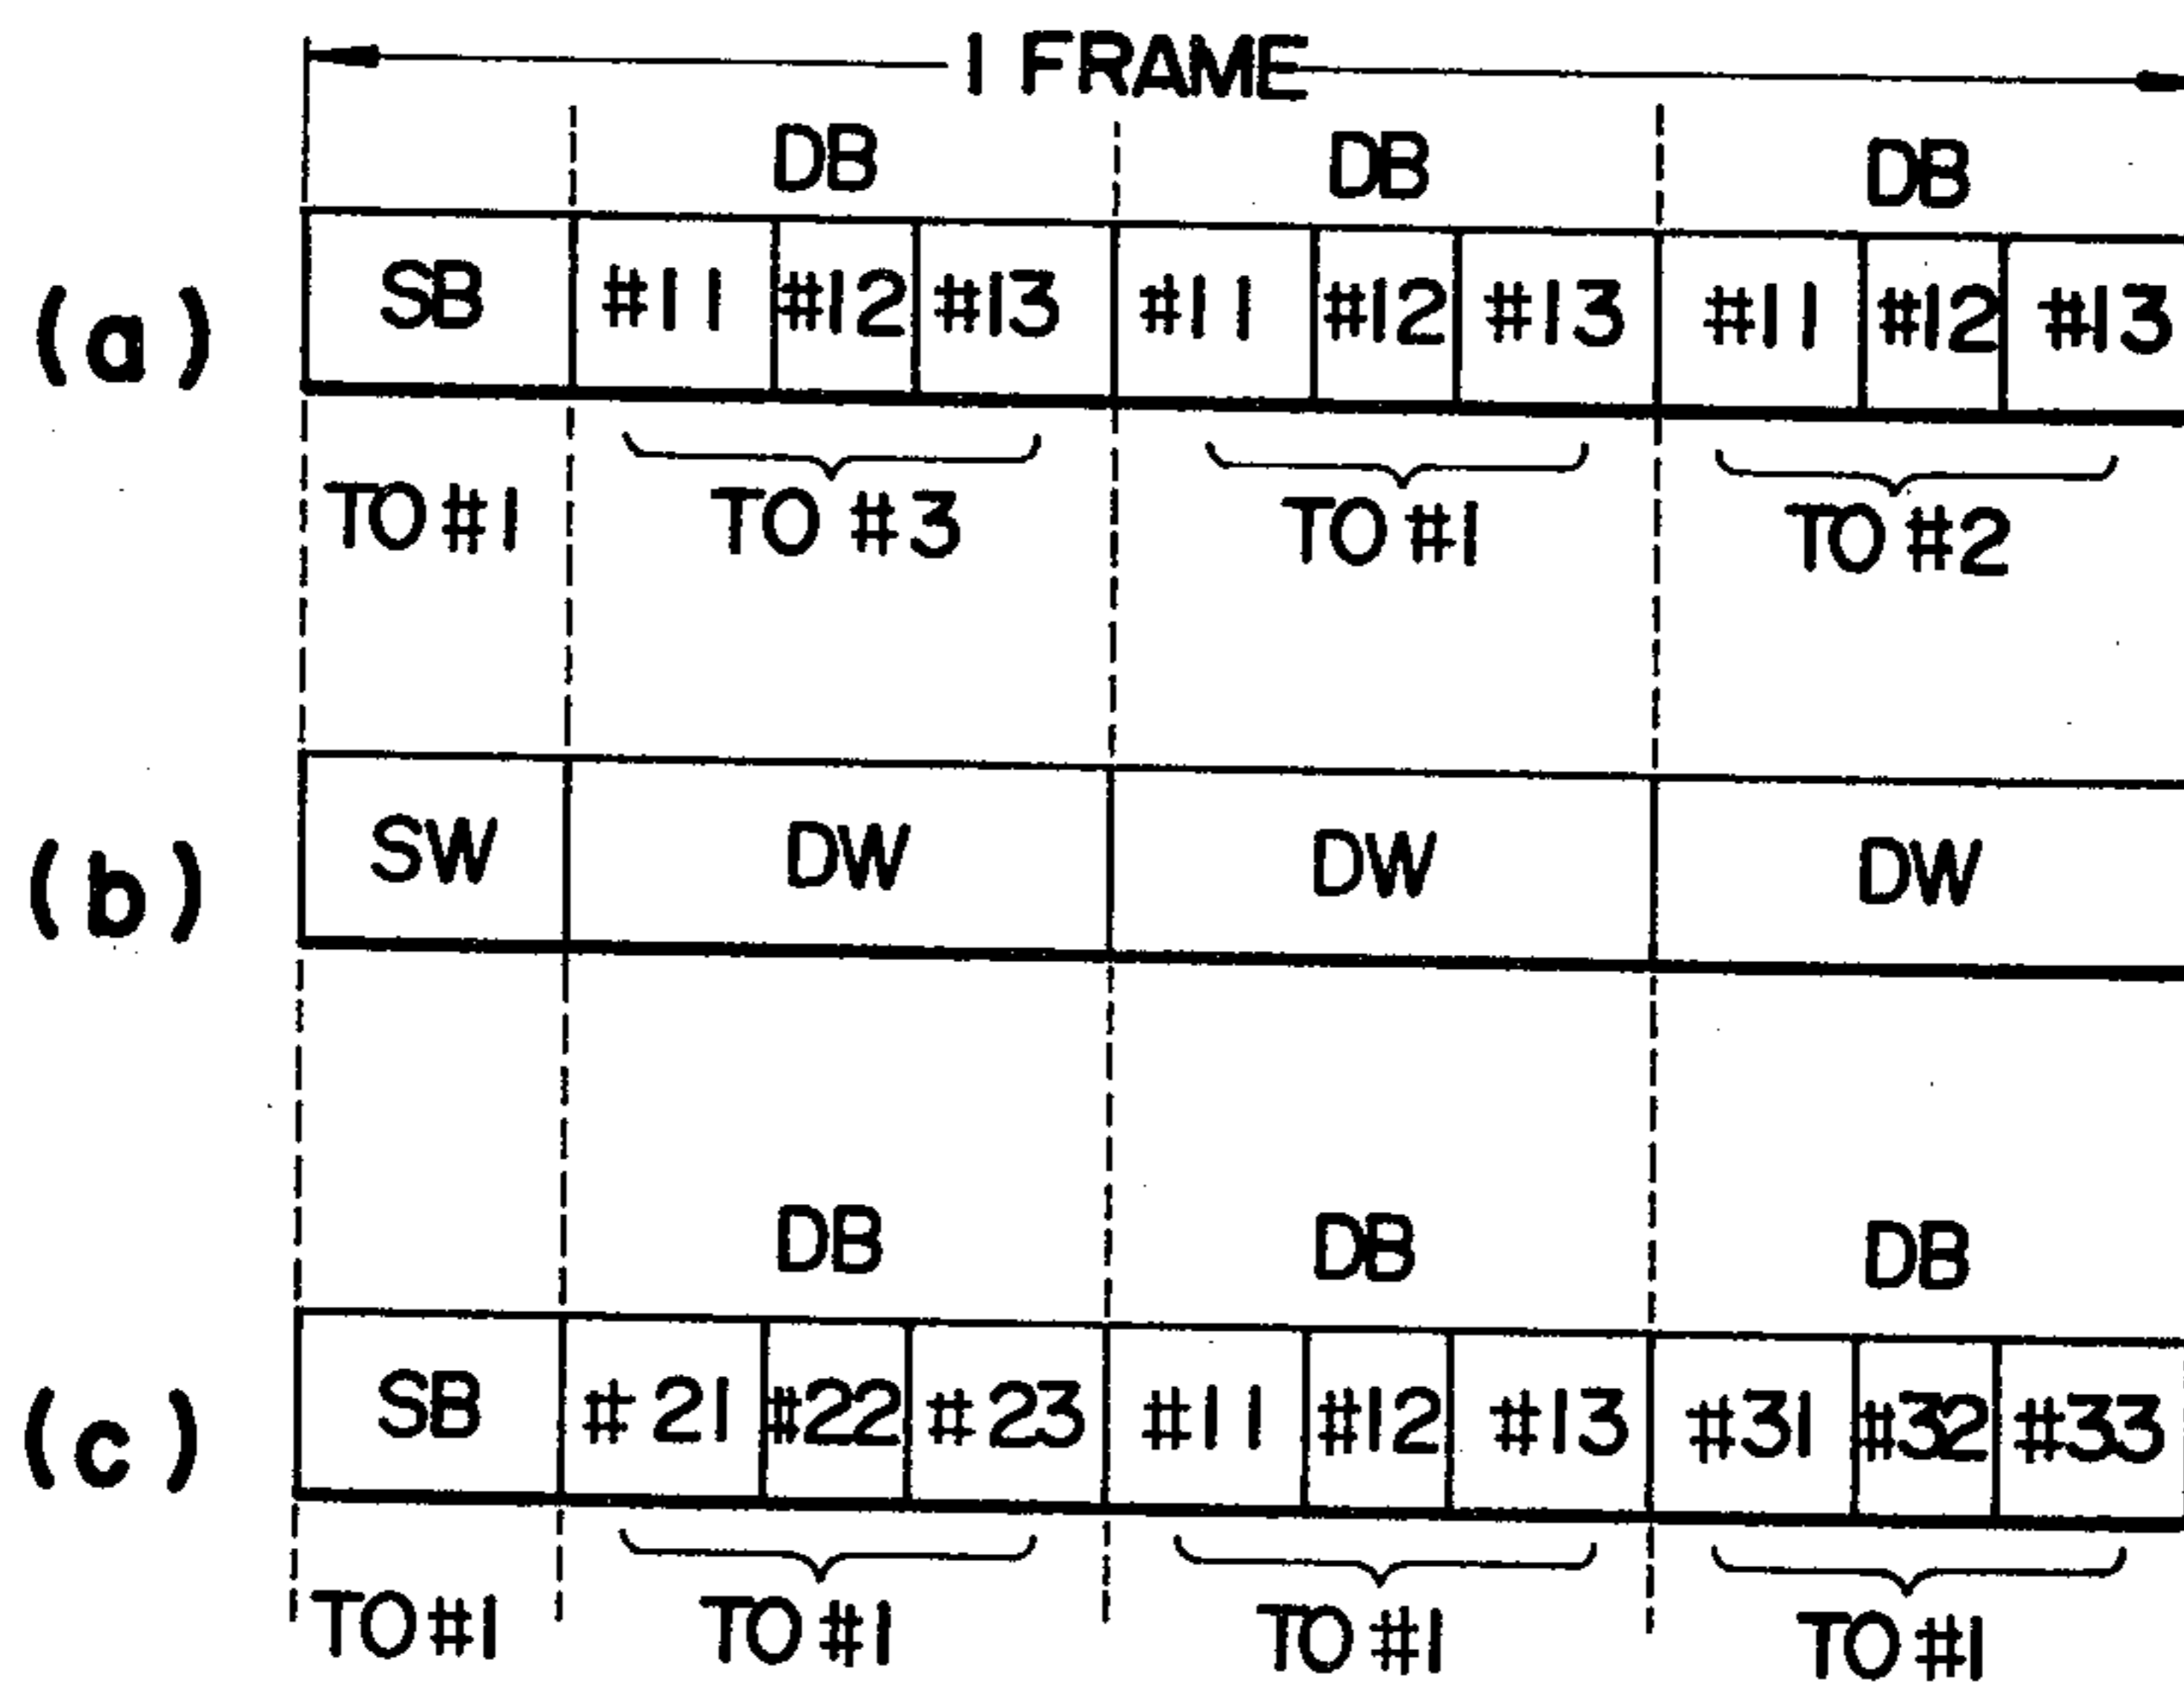 1 FRAME
DB DB DB
(a) SB #11 #12 #13 #11 #12 #13 #11 #12 #13
TO #1 TO #3 TO #1 TO #2
(b) SW DW DW DW
DB DB DB
(c) SB #21 #22 #23 #11 #12 #13 #31 #32 #33
TO #1 TO #1 TO #1 TO #1